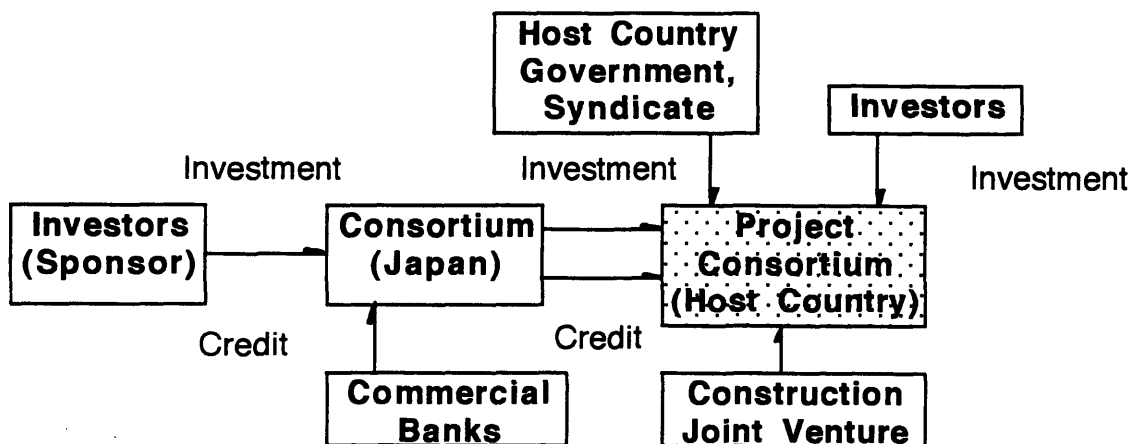 Host Country
Government,
Syndicate
Investors
Investment
Investment
Investment
Investors
(Sponsor)
Consortium
(Japan)
Project
Consortium
(Host Country)
Credit
Credit
Commercial
Banks
Construction
Joint Venture